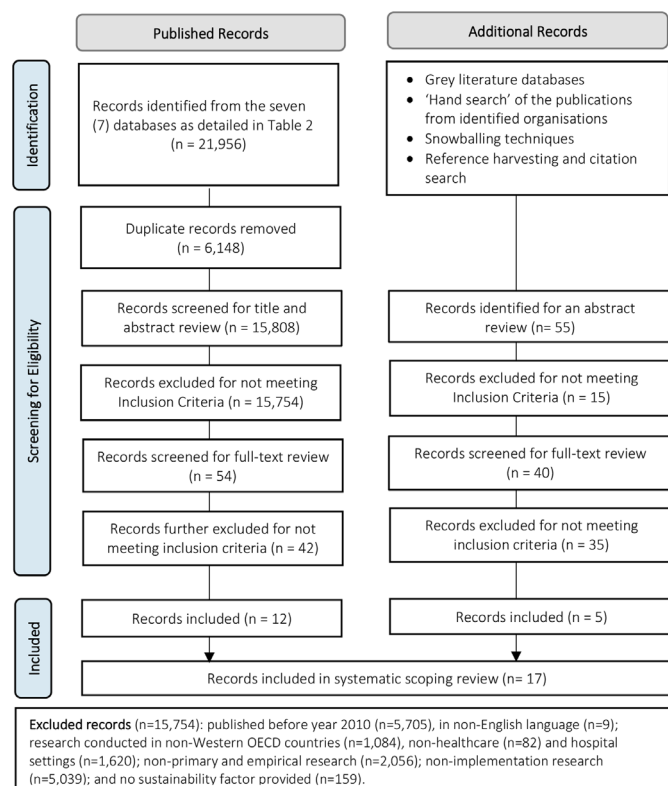 Published Records
Additional Records
Identification
Records identified from the seven
(7) databases as detailed in Table 2
(n = 21,956)
• Grey literature databases
• ‘Hand search’ of the publications
from identified organisations
• Snowballing techniques
• Reference harvesting and citation
search
Screening for Eligibility
Duplicate records removed
(n = 6,148)
Records screened for title and
abstract review (n = 15,808)
Records identified for an abstract
review (n= 55)
Records excluded for not meeting
Inclusion Criteria (n = 15,754)
Records excluded for not meeting
Inclusion Criteria (n = 15)
Records screened for full-text review
(n = 54)
Records screened for full-text review
(n = 40)
Records further excluded for not
meeting inclusion criteria (n = 42)
Records excluded for not meeting
inclusion criteria (n = 35)
Included
Records included (n = 12)
Records included (n = 5)
Records included in systematic scoping review (n= 17)
Excluded records (n=15,754): published before year 2010 (n=5,705), in non-English language (n=9);
research conducted in non-Western OECD countries (n=1,084), non-healthcare (n=82) and hospital
settings (n=1,620); non-primary and empirical research (n=2,056); non-implementation research
(n=5,039); and no sustainability factor provided (n=159).